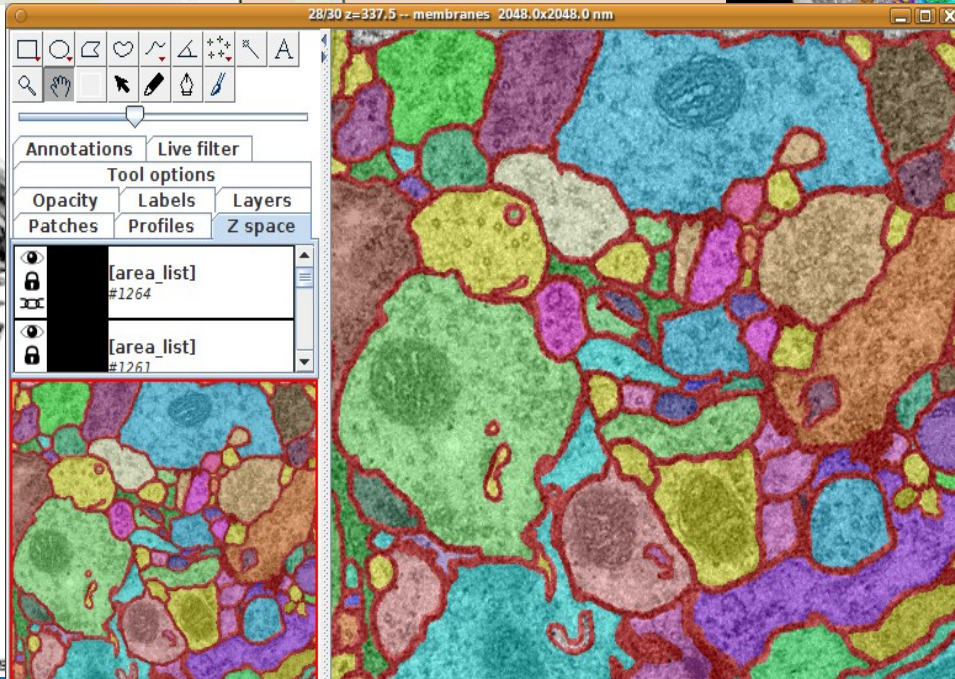 28/30 z=337.5 -- membranes 2048.0x2048.0 nm
A
Annotations Live filter
Tool options
Opacity Labels Layers
Patches Profiles Z space
[area_list]
#1264
[area_list]
#1261